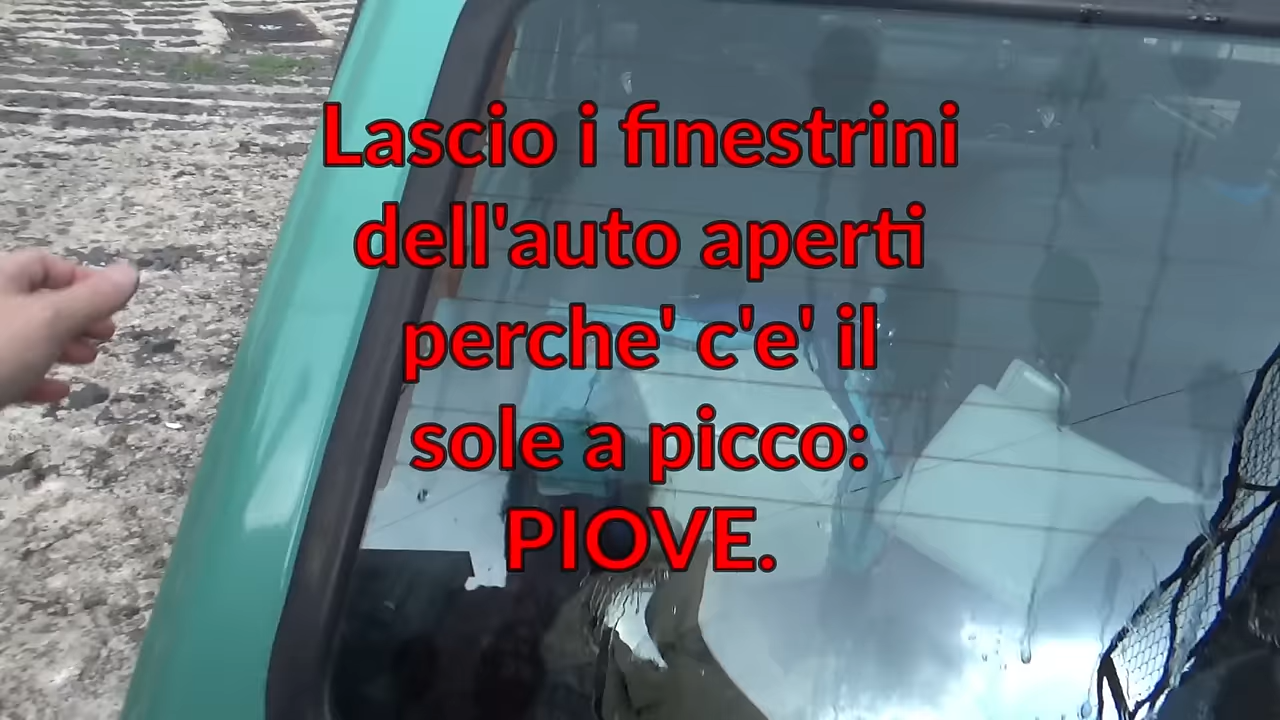 Lascio i finestrini
dell'auto aperti
perche' c'e' il
sole a picco:
PIOVE.